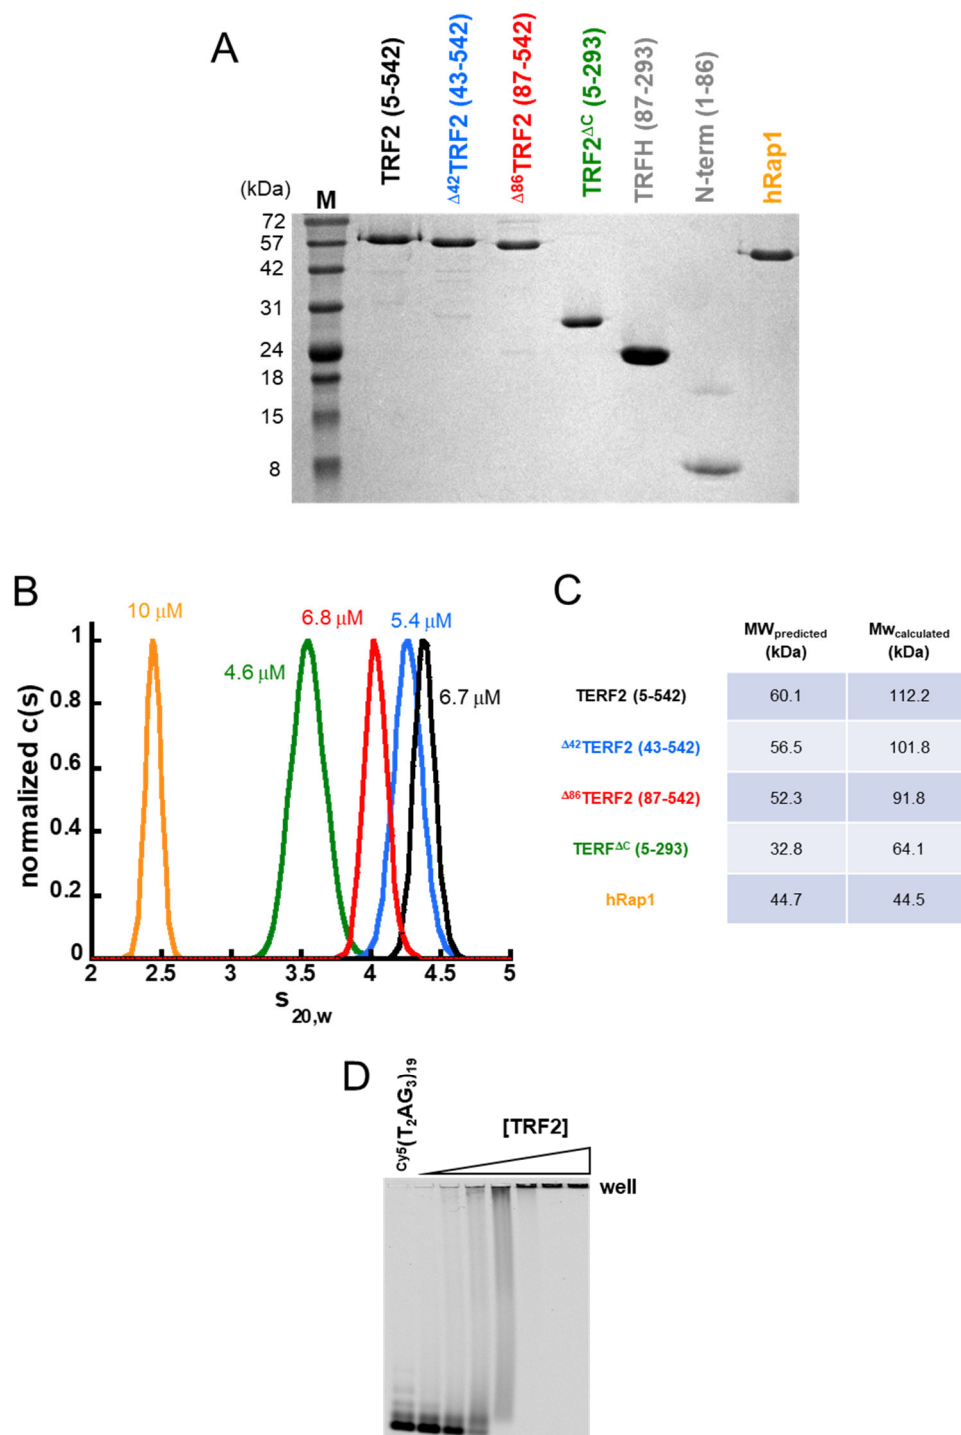 A
TRF2 (5-542)
Δ42TRF2 (43-542)
Δ86TRF2 (87-542)
TRF2ΔC (5-293)
TRFH (87-293)
N-term (1-86)
hRap1
(kDa)
M
72
57
42
31
24
18
15
8
B
10 μM
6.8 μM
5.4 μM
4.6 μM
6.7 μM
normalized c(s)
1
0.8
0.6
0.4
0.2
0
2 2.5 3 3.5 4 4.5 5
s20,w
C
MWpredicted (kDa) Mwcalculated (kDa)
TERF2 (5-542) 60.1 112.2
Δ42TERF2 (43-542) 56.5 101.8
Δ86TERF2 (87-542) 52.3 91.8
TERFΔC (5-293) 32.8 64.1
hRap1 44.7 44.5
D
Cy5(T2AG3)19
[TRF2]
well